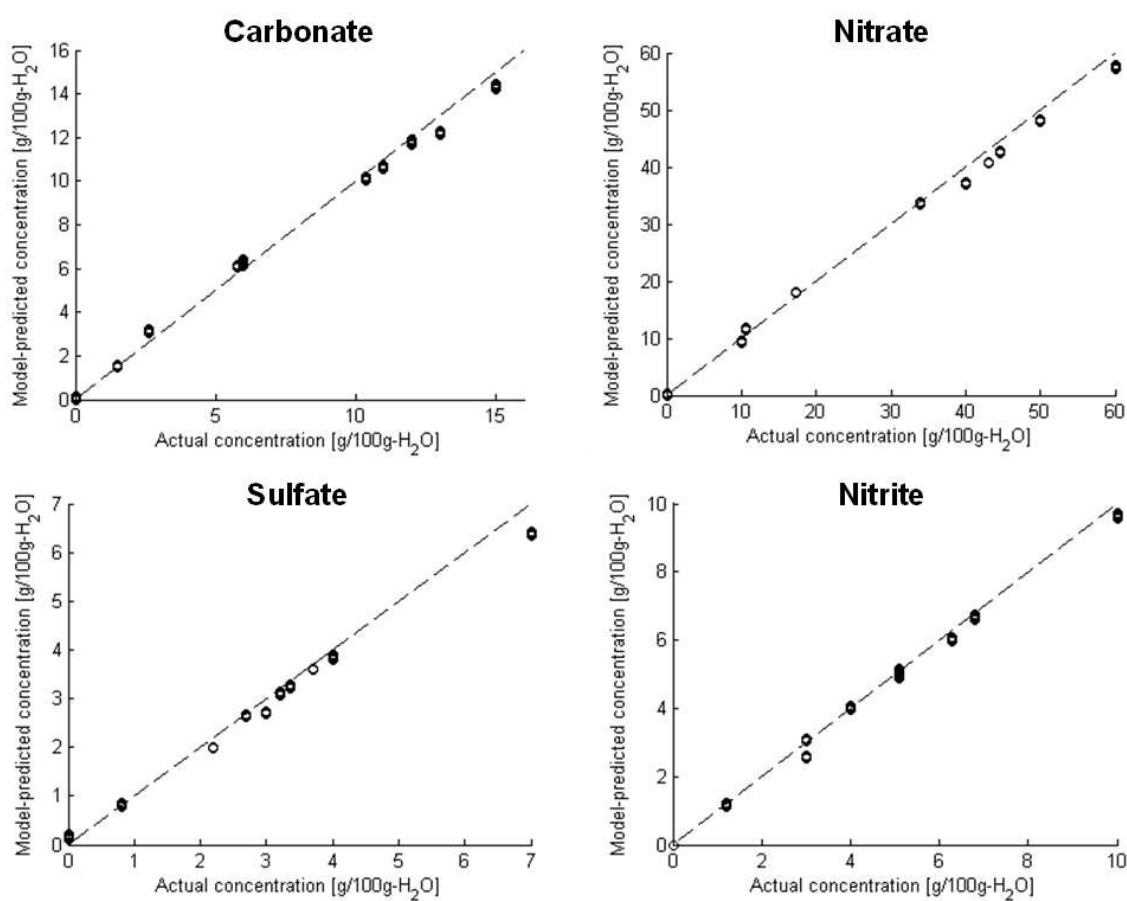 Carbonate
Model-predicted concentration [g/100g-H₂O]
16
14
12
10
8
6
4
2
0
0 5 10 15
Actual concentration [g/100g-H₂O]
Nitrate
Model-predicted concentration [g/100g-H₂O]
60
50
40
30
20
10
0
0 10 20 30 40 50 60
Actual concentration [g/100g-H₂O]
Sulfate
Model-predicted concentration [g/100g-H₂O]
7
6
5
4
3
2
1
0
0 1 2 3 4 5 6 7
Actual concentration [g/100g-H₂O]
Nitrite
Model-predicted concentration [g/100g-H₂O]
10
8
6
4
2
0
0 2 4 6 8 10
Actual concentration [g/100g-H₂O]